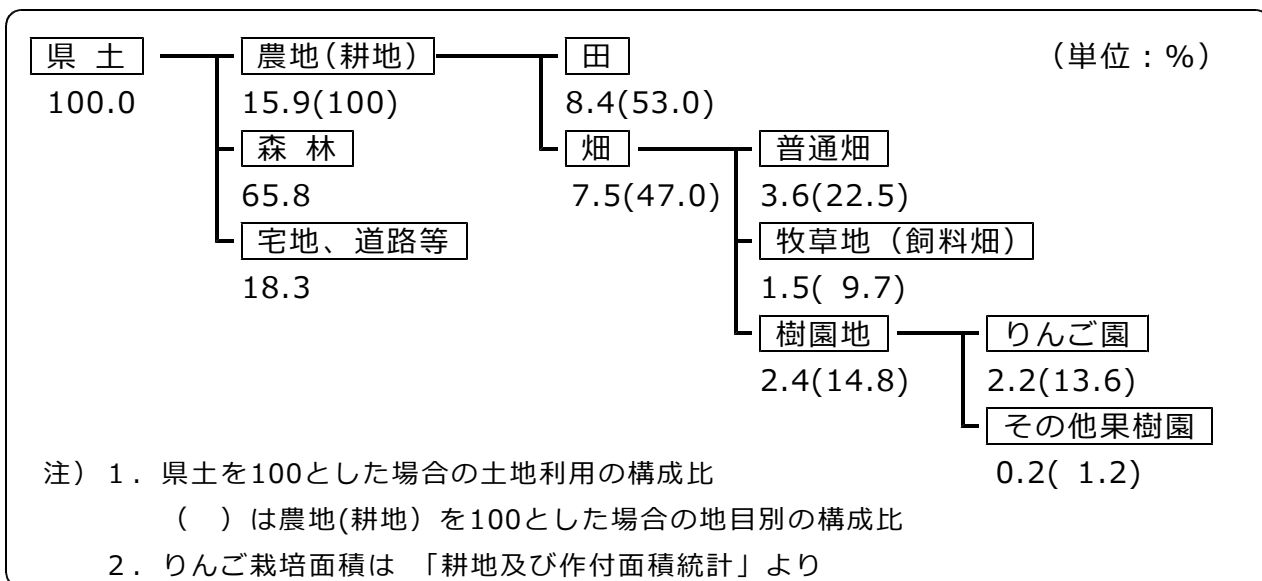 県 土 農地(耕地) 田 (単位:%)
100.0 15.9(100) 8.4(53.0)
森 林 畑 普通畑
65.8 7.5(47.0) 3.6(22.5)
宅地、道路等 牧草地(飼料畑)
18.3 1.5( 9.7)
樹園地 りんご園
2.4(14.8) 2.2(13.6)
その他果樹園
0.2( 1.2)
注)1.県土を100とした場合の土地利用の構成比
( )は農地(耕地)を100とした場合の地目別の構成比
2.りんご栽培面積は 「耕地及び作付面積統計」より